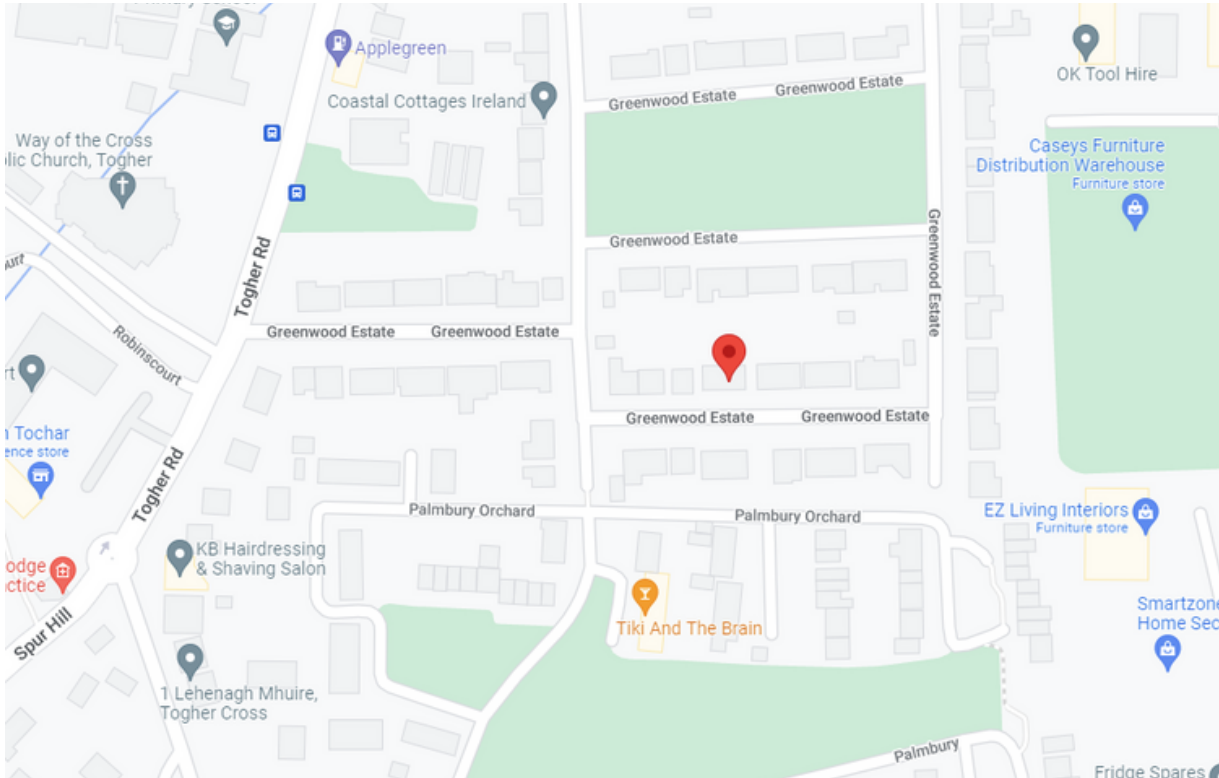 Applegreen
OK Tool Hire
Greenwood Estate
Greenwood Estate
Coastal Cottages Ireland
Way of the Cross
lic Church, Togher
Caseys Furniture
Distribution Warehouse
Furniture store
Greenwood Estate
Greenwood Estate
Togher Rd
Greenwood Estate
Greenwood Estate
Robinscourt
Greenwood Estate
Greenwood Estate
Tochar
ence store
Togher Rd
Palmbury Orchard
Palmbury Orchard
EZ Living Interiors
Furniture store
KB Hairdressing
& Shaving Salon
odge
ctice
Spur Hill
Tiki And The Brain
Smartzone
Home Sec
1 Lehenagh Mhuire,
Togher Cross
Palmbury
Fridge Spares